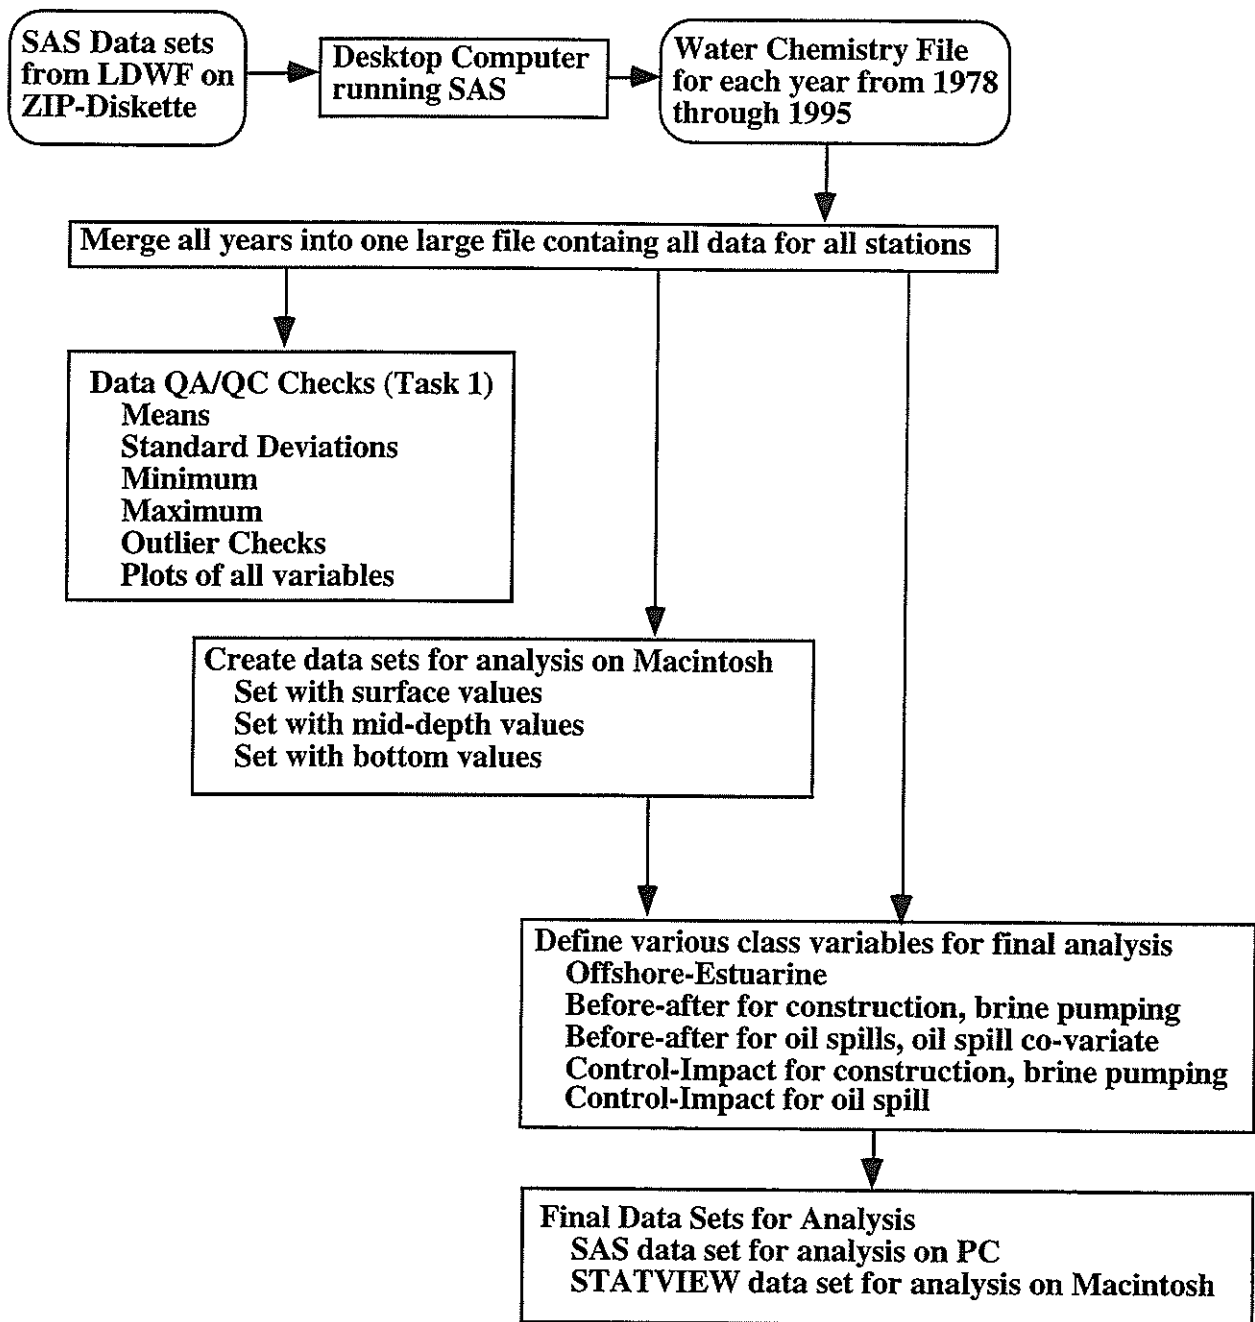 SAS Data sets
from LDWF on
ZIP-Diskette
Desktop Computer
running SAS
Water Chemistry File
for each year from 1978
through 1995
Merge all years into one large file containg all data for all stations
Data QA/QC Checks (Task 1)
Means
Standard Deviations
Minimum
Maximum
Outlier Checks
Plots of all variables
Create data sets for analysis on Macintosh
Set with surface values
Set with mid-depth values
Set with bottom values
Define various class variables for final analysis
Offshore-Estuarine
Before-after for construction, brine pumping
Before-after for oil spills, oil spill co-variate
Control-Impact for construction, brine pumping
Control-Impact for oil spill
Final Data Sets for Analysis
SAS data set for analysis on PC
STATVIEW data set for analysis on Macintosh